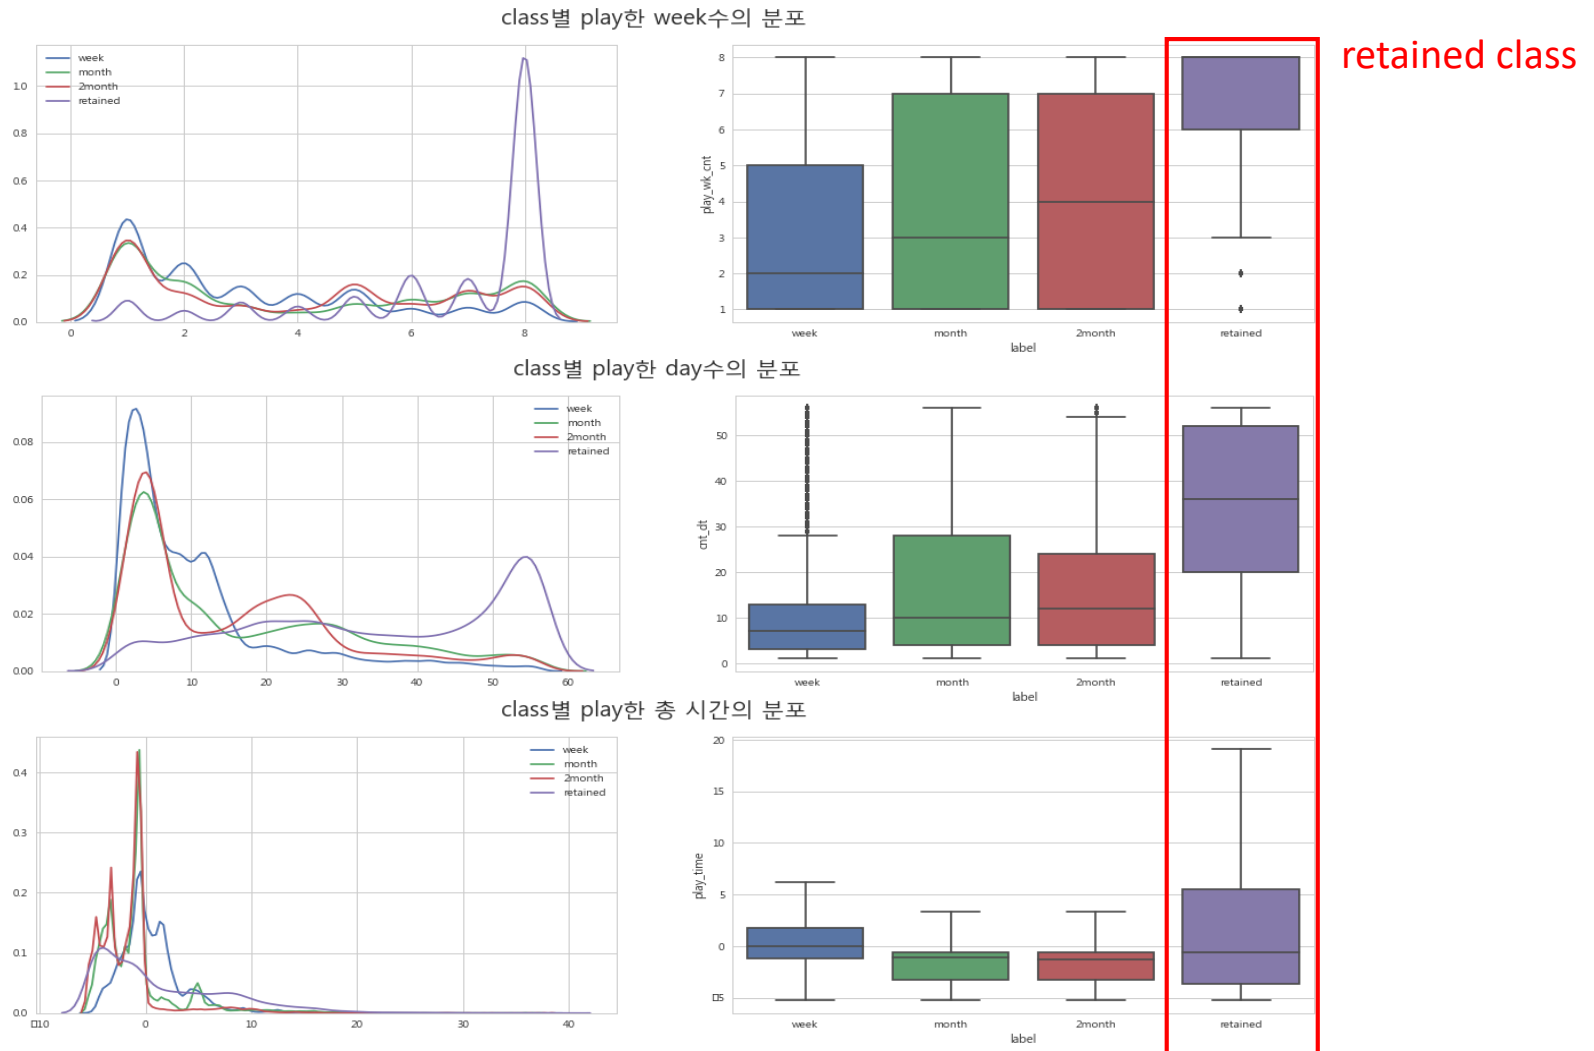 class별 play한 week수의 분포
retained class
week
month
2month
retained
1.0
0.8
0.6
0.4
0.2
0.0
0 2 4 6 8
play_wk_cnt
8
7
6
5
4
3
2
1
week month 2month retained
label
class별 play한 day수의 분포
week
month
2month
retained
0.08
0.06
0.04
0.02
0.00
0 10 20 30 40 50 60
cnt_dt
50
40
30
20
10
0
week month 2month retained
label
class별 play한 총 시간의 분포
week
month
2month
retained
0.4
0.3
0.2
0.1
0.0
□10 0 10 20 30 40
play_time
20
15
10
5
0
□5
week month 2month retained
label